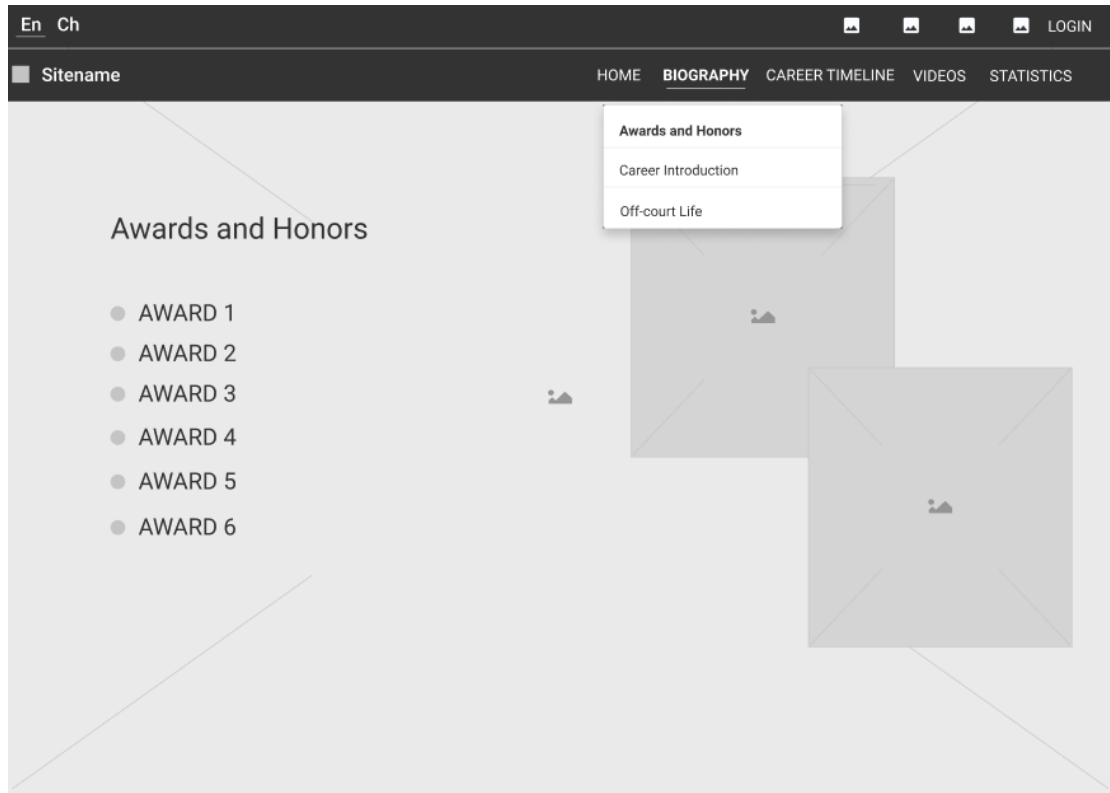 En Ch LOGIN
Sitename HOME BIOGRAPHY CAREER TIMELINE VIDEOS STATISTICS
Awards and Honors
Career Introduction
Off-court Life
Awards and Honors
AWARD 1
AWARD 2
AWARD 3
AWARD 4
AWARD 5
AWARD 6